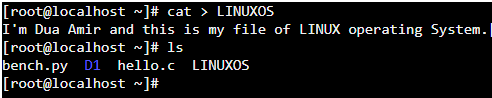 [root@localhost ~]# cat > LINUXOS
I'm Dua Amir and this is my file of LINUX operating System.
[root@localhost ~]# ls
bench.py  D1  hello.c  LINUXOS
[root@localhost ~]#